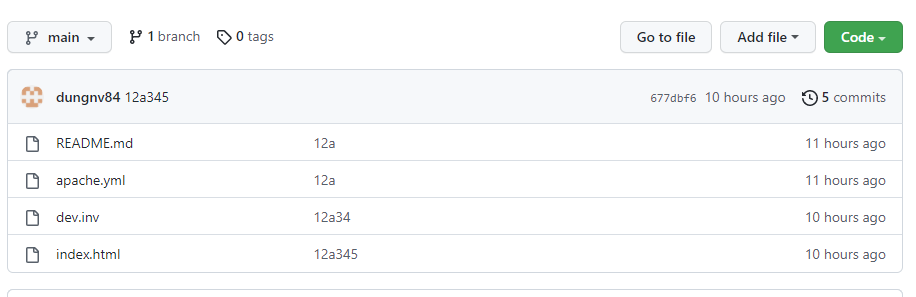 main 1 branch 0 tags Go to file Add file Code
dungnv84 12a345 677dbf6 10 hours ago 5 commits
README.md 12a 11 hours ago
apache.yml 12a 11 hours ago
dev.inv 12a34 10 hours ago
index.html 12a345 10 hours ago